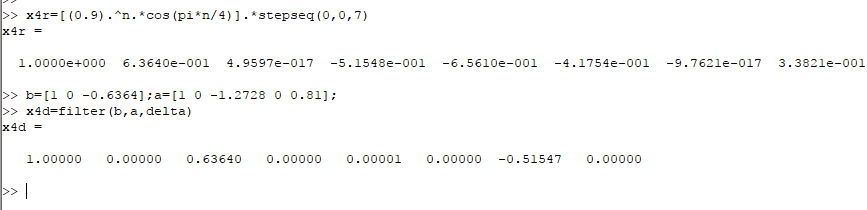 >> x4r=[(0.9).^n.*cos(pi*n/4)].*stepseq(0,0,7)
x4r =
1.0000e+000 6.3640e-001 4.9597e-017 -5.1548e-001 -6.5610e-001 -4.1754e-001 -9.7621e-017 3.3821e-001
>> b=[1 0 -0.6364];a=[1 0 -1.2728 0 0.81];
>> x4d=filter(b,a,delta)
x4d =
1.00000 0.00000 0.63640 0.00000 0.00001 0.00000 -0.51547 0.00000
>>